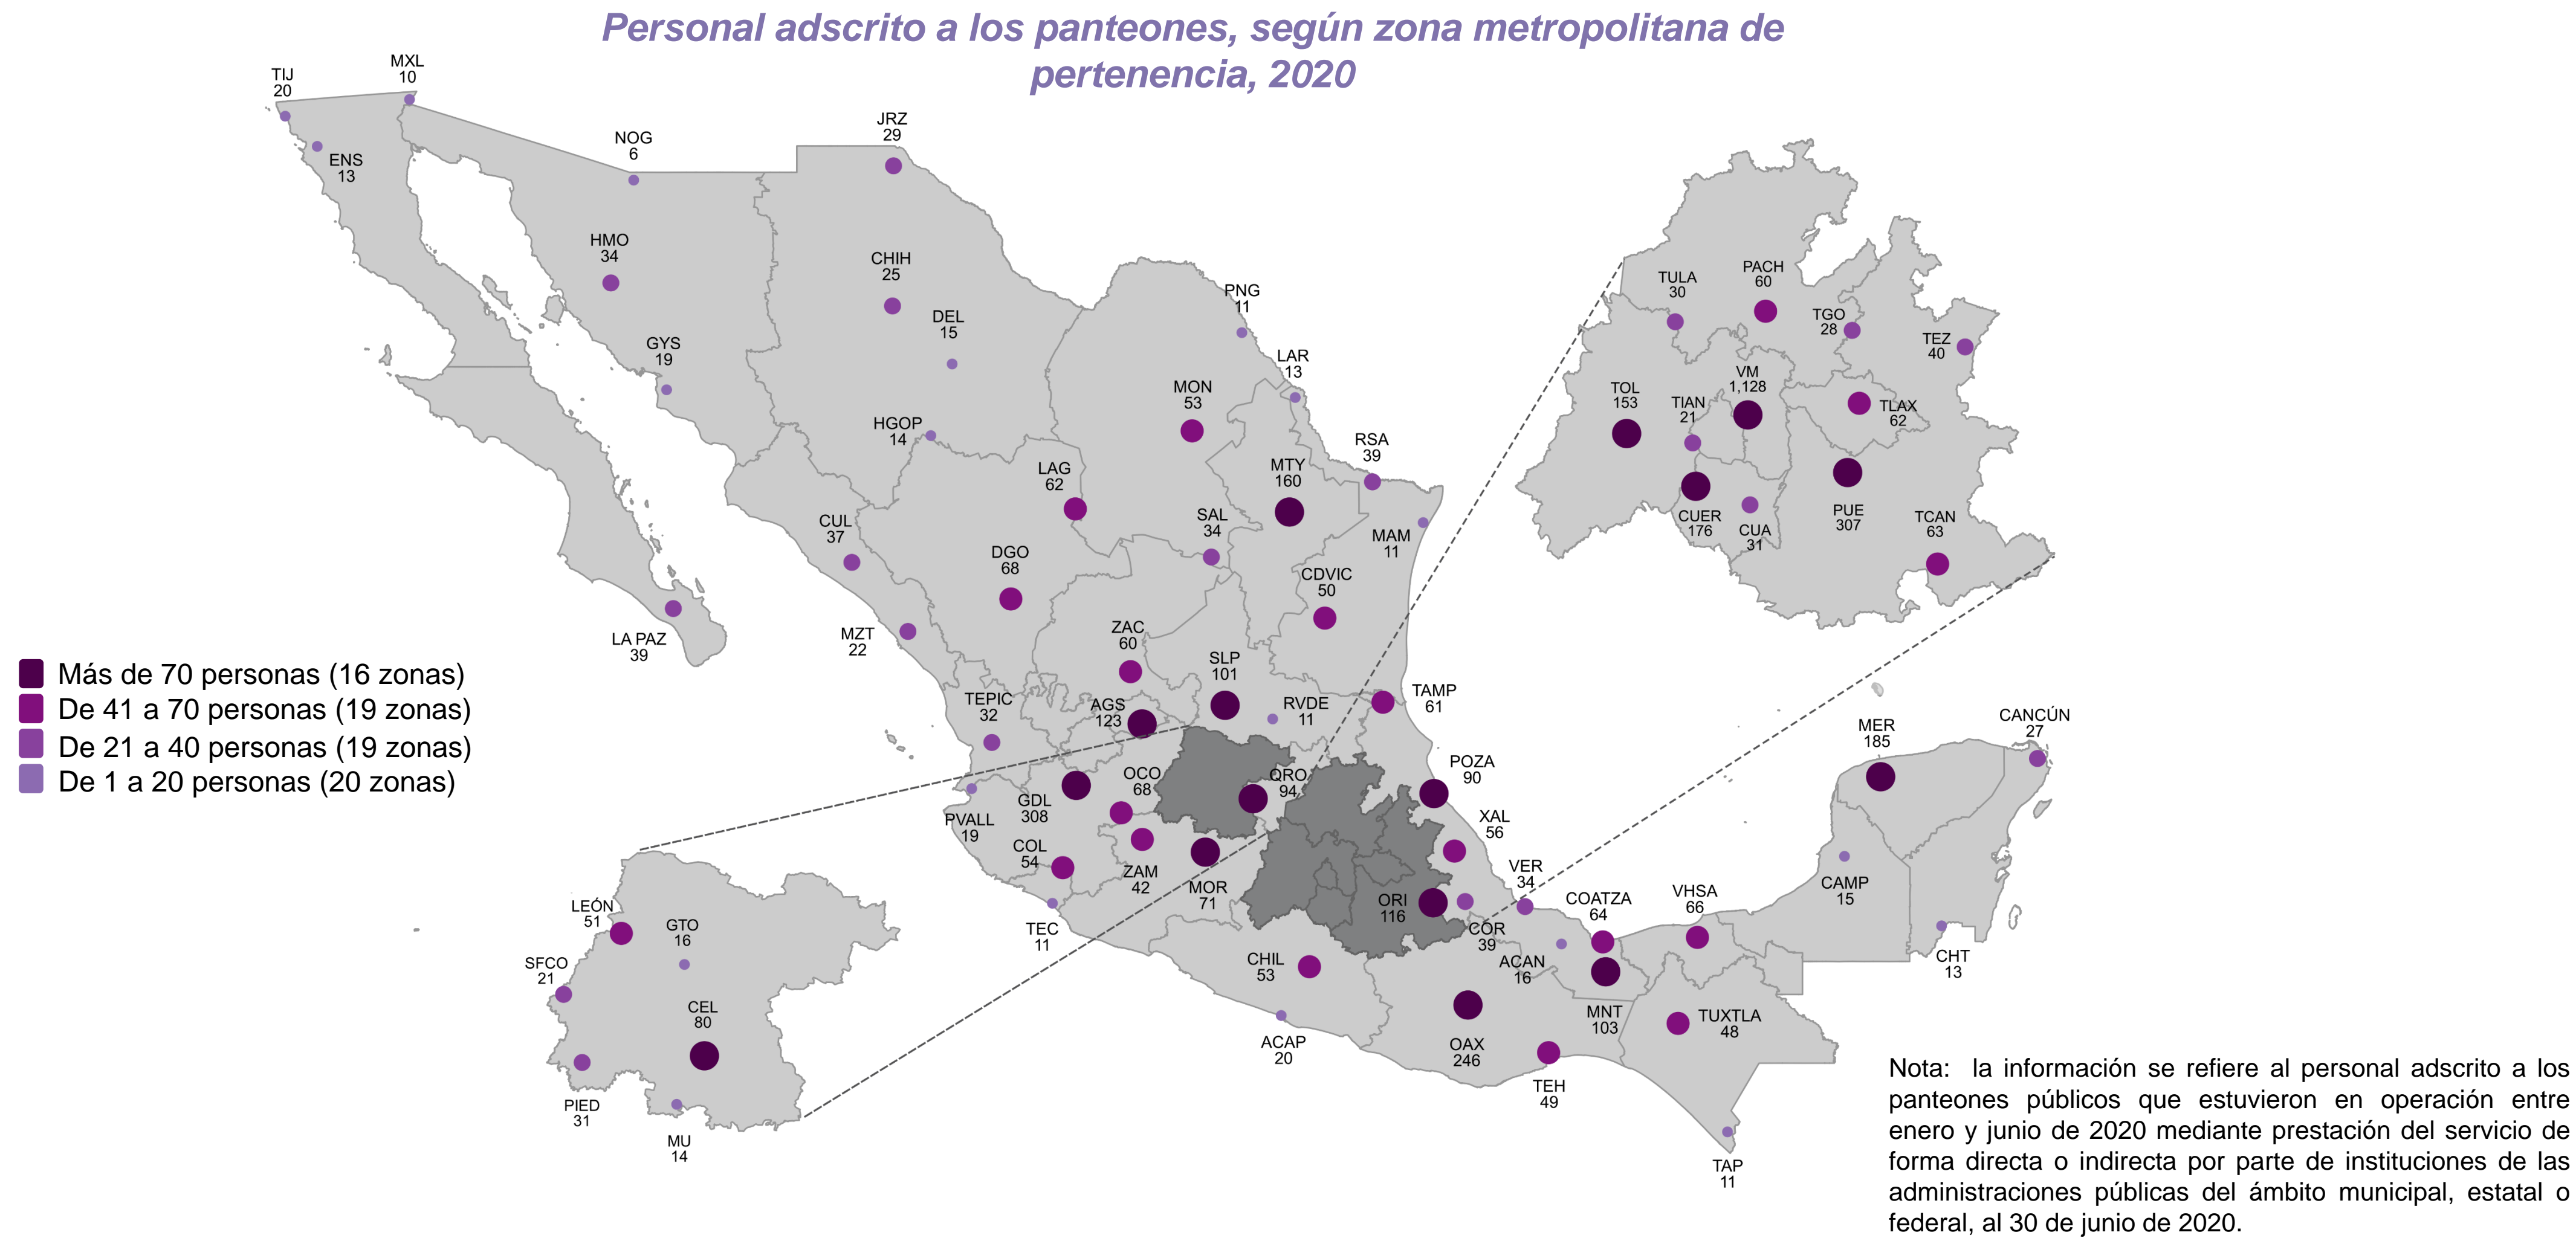 Personal adscrito a los panteones, según zona metropolitana de
pertenencia, 2020
TIJ
20
MXL
10
ENS
13
NOG
6
JRZ
29
HMO
34
CHIH
25
DEL
15
GYS
19
HGOP
14
PNG
11
LAR
13
MON
53
RSA
39
LAG
62
MTY
160
SAL
34
MAM
11
CUL
37
DGO
68
CDVIC
50
LA PAZ
39
MZT
22
ZAC
60
SLP
101
TEPIC
32
AGS
123
RVDE
11
TAMP
61
POZA
90
OCO
68
QRO
94
GDL
308
PVALL
19
COL
54
ZAM
42
MOR
71
TEC
11
XAL
56
VER
34
ORI
116
COR
39
ACAN
16
COATZA
64
VHSA
66
MNT
103
CHIL
53
ACAP
20
OAX
246
TEH
49
TUXTLA
48
TAP
11
MER
185
CANCÚN
27
CAMP
15
CHT
13
TULA
30
PACH
60
TGO
28
TEZ
40
VM
1,128
TOL
153
TIAN
21
TLAX
62
CUER
176
CUA
31
PUE
307
TCAN
63
LEÓN
51
GTO
16
SFCO
21
CEL
80
PIED
31
MU
14
Más de 70 personas (16 zonas)
De 41 a 70 personas (19 zonas)
De 21 a 40 personas (19 zonas)
De 1 a 20 personas (20 zonas)
Nota: la información se refiere al personal adscrito a los
panteones públicos que estuvieron en operación entre
enero y junio de 2020 mediante prestación del servicio de
forma directa o indirecta por parte de instituciones de las
administraciones públicas del ámbito municipal, estatal o
federal, al 30 de junio de 2020.